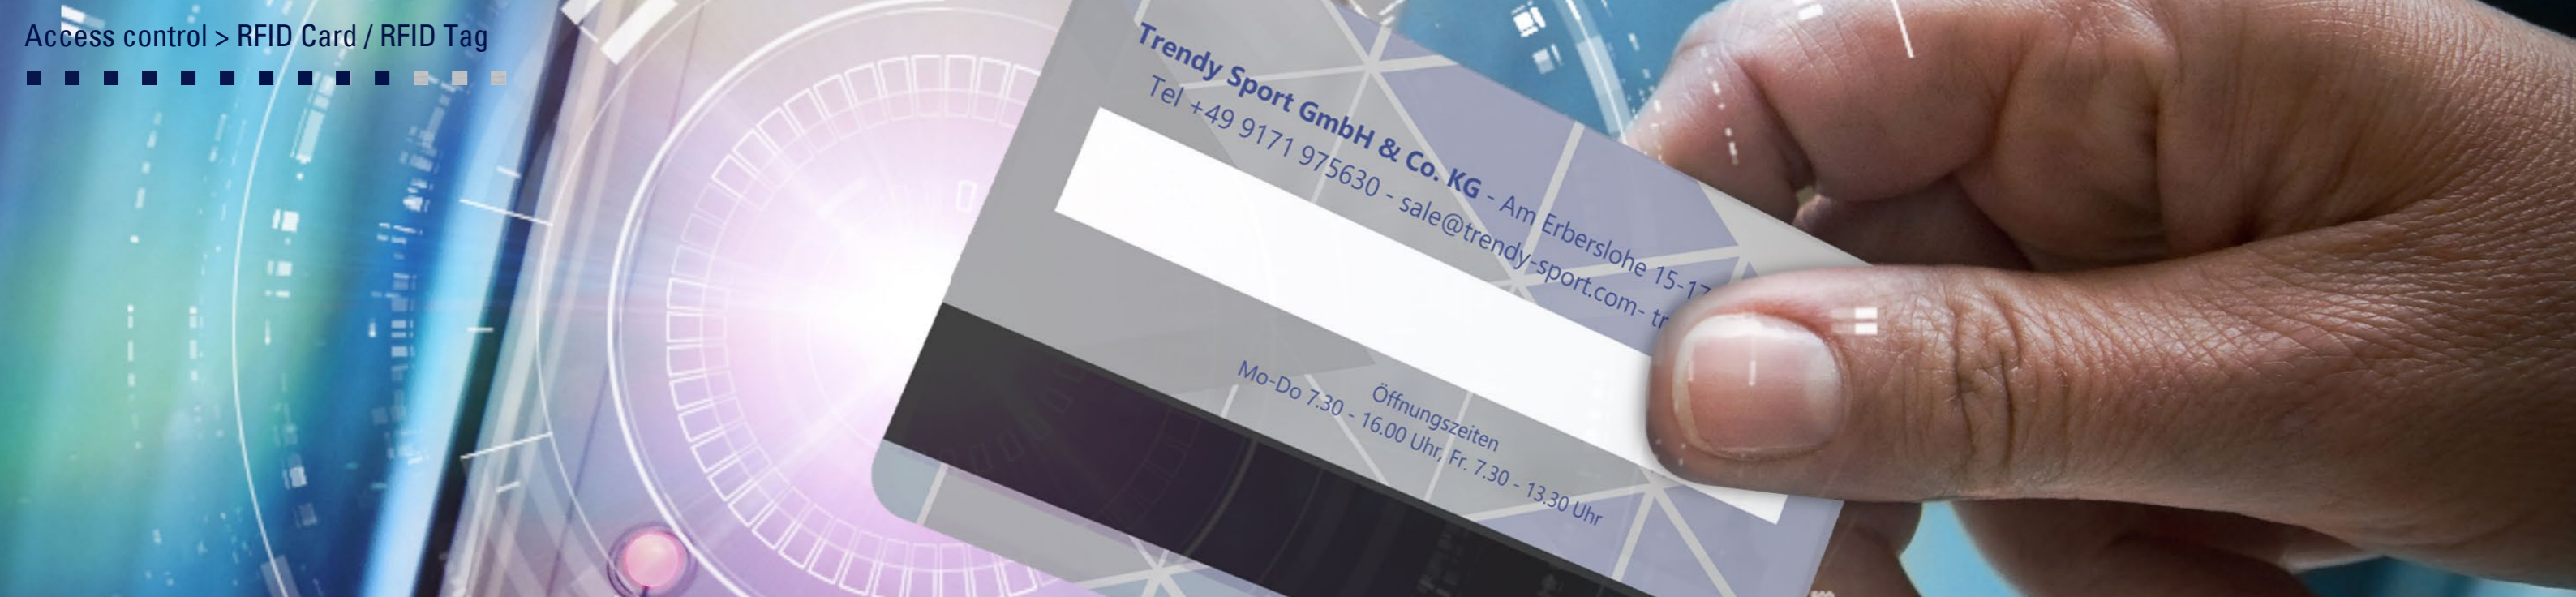 Access control > RFID Card / RFID Tag
Trendy Sport GmbH & Co. KG - Am Erberslohe 15-17
Tel +49 9171 975630 - sale@trendy-sport.com- tr
Öffnungszeiten
Mo-Do 7.30 - 16.00 Uhr, Fr. 7.30 - 13.30 Uhr